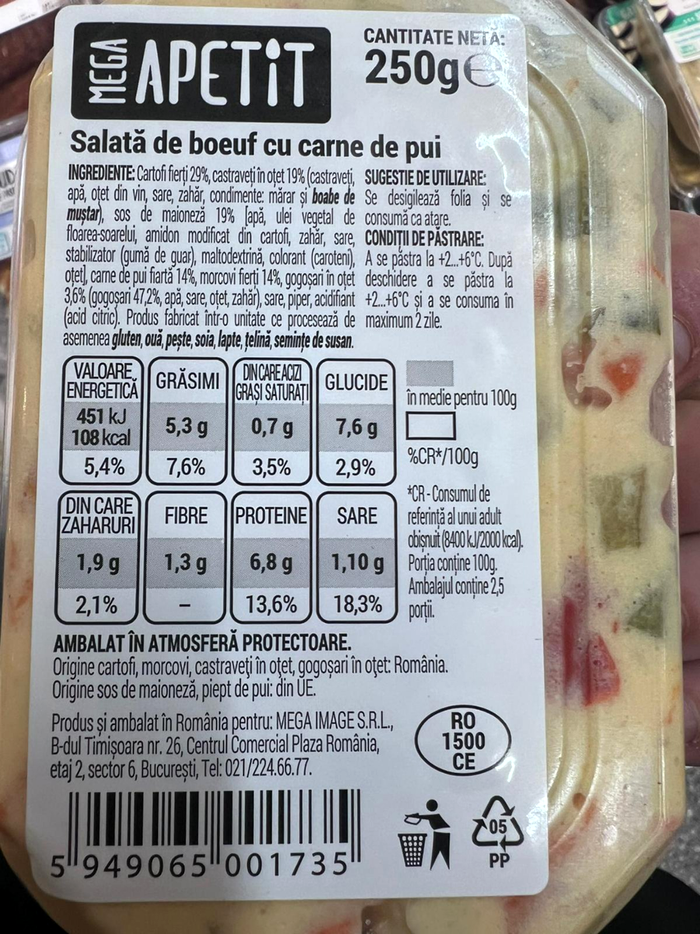 MEGA APETIT
CANTITATE NETĂ:
250g℮
Salată de boeuf cu carne de pui
INGREDIENTE: Cartofi fierți 29%, castraveți în oțet 19% (castraveți,
apă, oțet din vin, sare, zahăr, condimente: mărar și boabe de
muștar), sos de maioneză 19% [apă, ulei vegetal de
floarea-soarelui, amidon modificat din cartofi, zahăr, sare,
stabilizator (gumă de guar), maltodextrină, colorant (caroteni),
oțet], carne de pui fiartă 14%, morcovi fierți 14%, gogoșari în oțet
3,6% (gogoșari 47,2%, apă, sare, oțet, zahăr), sare, piper, acidifiant
(acid citric). Produs fabricat într-o unitate ce procesează de
asemenea gluten, ouă, pește, soia, lapte, țelină, semințe de susan.
SUGESTIE DE UTILIZARE:
Se desigilează folia și se
consumă ca atare.
CONDIȚII DE PĂSTRARE:
A se păstra la +2...+6°C. După
deschidere a se păstra la
+2...+6°C și a se consuma în
maximum 2 zile.
VALOARE ENERGETICĂ
451 kJ
108 kcal
5,4%
GRĂSIMI
5,3 g
7,6%
DIN CARE ACIZI GRAȘI SATURAȚI
0,7 g
3,5%
GLUCIDE
7,6 g
2,9%
în medie pentru 100g
%CR*/100g
DIN CARE ZAHARURI
1,9 g
2,1%
FIBRE
1,3 g
–
PROTEINE
6,8 g
13,6%
SARE
1,10 g
18,3%
*CR - Consumul de
referință al unui adult
obișnuit (8400 kJ/2000 kcal).
Porția conține 100g.
Ambalajul conține 2,5
porții.
AMBALAT ÎN ATMOSFERĂ PROTECTOARE.
Origine cartofi, morcovi, castraveți în oțet, gogoșari în oțet: România.
Origine sos de maioneză, piept de pui: din UE.
Produs și ambalat în România pentru: MEGA IMAGE S.R.L.,
B-dul Timișoara nr. 26, Centrul Comercial Plaza România,
etaj 2, sector 6, București, Tel: 021/224.66.77.
RO
1500
CE
5 949065 001735
05
PP